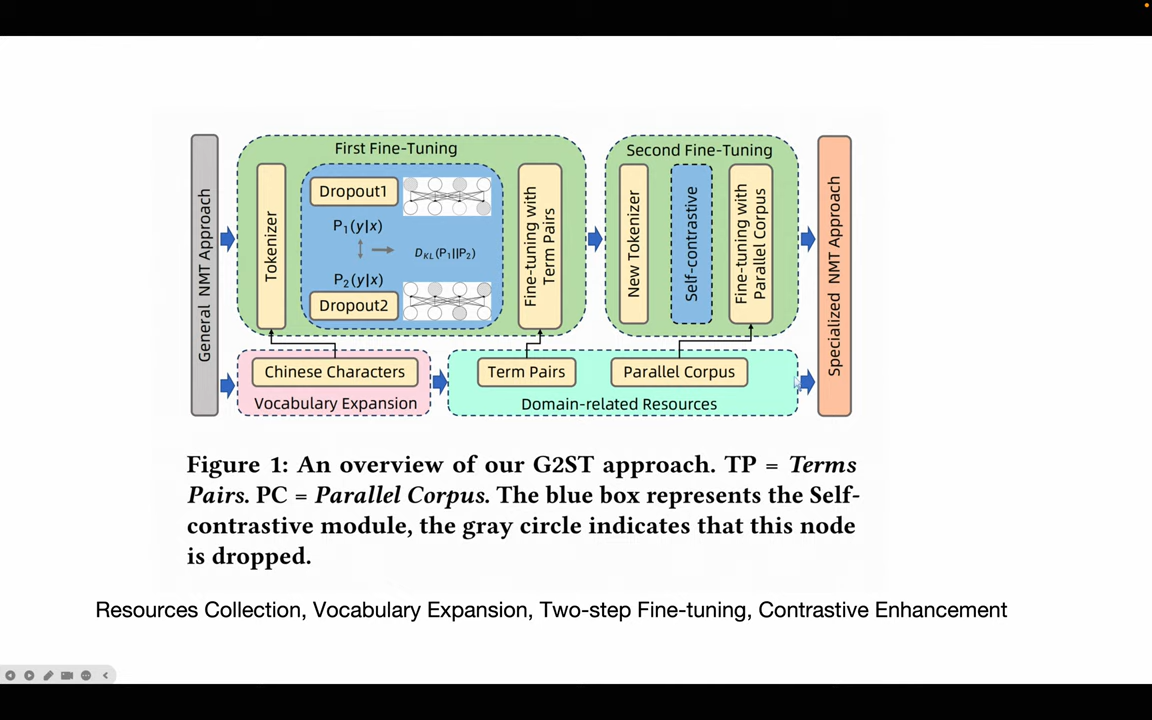 General NMT Approach
First Fine-Tuning
Tokenizer
Dropout1
P₁(y|x)
D_KL(P₁||P₂)
P₂(y|x)
Dropout2
Fine-tuning with
Term Pairs
Second Fine-Tuning
New Tokenizer
Self-contrastive
Fine-tuning with
Parallel Corpus
Specialized NMT Approach
Chinese Characters
Vocabulary Expansion
Term Pairs
Parallel Corpus
Domain-related Resources
Figure 1: An overview of our G2ST approach. TP = Terms
Pairs. PC = Parallel Corpus. The blue box represents the Self-
contrastive module, the gray circle indicates that this node
is dropped.
Resources Collection, Vocabulary Expansion, Two-step Fine-tuning, Contrastive Enhancement